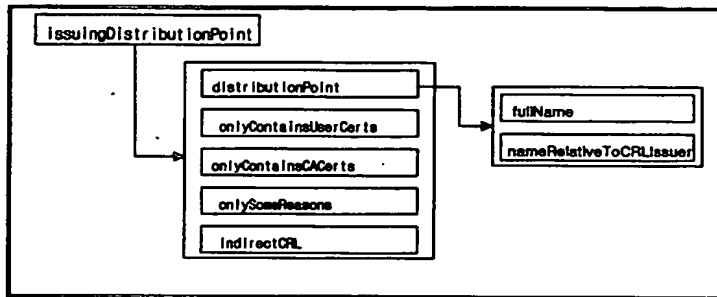 issuingDistributionPoint
distributionPoint
fullName
onlyContainsUserCerts
nameRelativeToCRLIssuer
onlyContainsCACerts
onlySomeReasons
indirectCRL